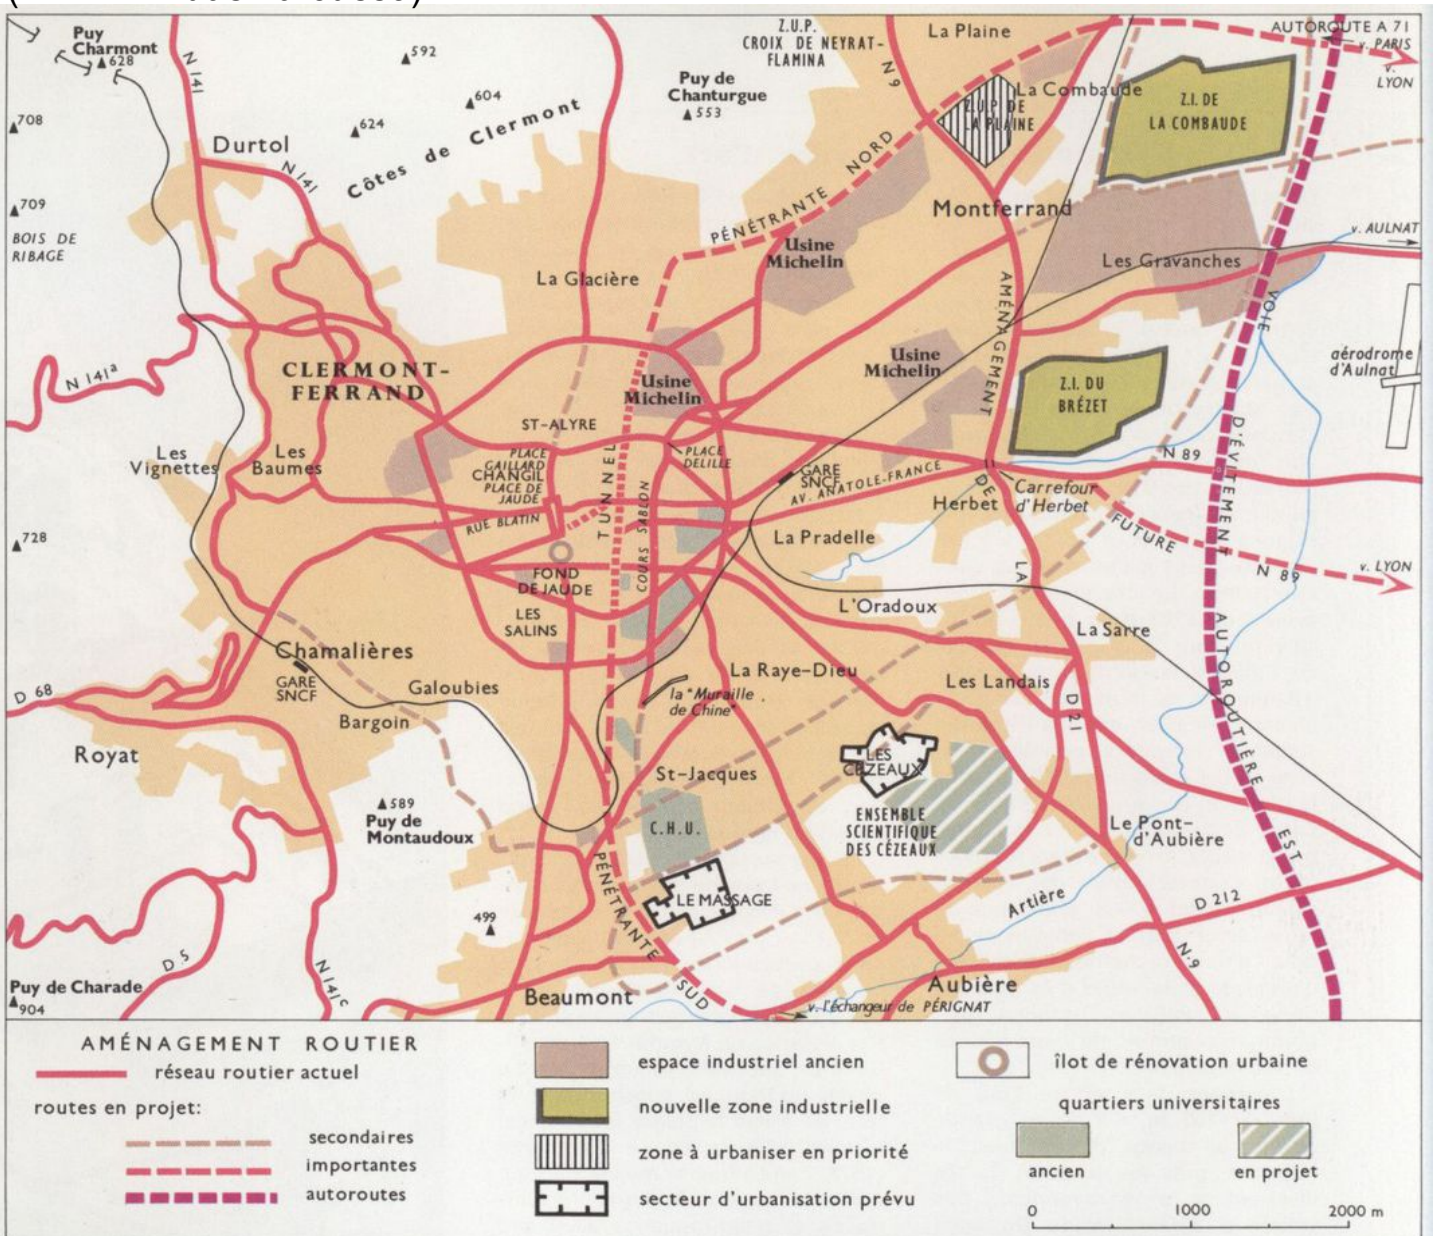 Puy
Charmont
628
592
604
624
708
709
728
Côtes de Clermont
Z.U.P.
CROIX DE NEYRAT-
FLAMINA
Puy de
Chanturgue
553
La Plaine
N 9
N 141
Durtol
N 141
AUTOROUTE A 71
v. PARIS
v.
LYON
La Combaude
Z.U.P. DE
LA PLAINE
Z.I. DE
LA COMBAUDE
BOIS DE
RIBAGE
PÉNÉTRANTE NORD
Montferrand
v. AULNAT
Usine
Michelin
La Glacière
Les Gravanches
AMÉNAGEMENT DE LA D 21
VOIE D'ÉVITEMENT AUTOROUTIÈRE EST
aérodrome
d'Aulnat
N 141ª
CLERMONT-
FERRAND
Usine
Michelin
Usine
Michelin
Z.I. DU
BRÉZET
ST-ALYRE
PLACE
GAILLARD
CHANGIL
PLACE DE
JAUDE
RUE BLATIN
TUNNEL
PLACE
DELILLE
COURS SABLON
GARE
SNCF
AV. ANATOLE-FRANCE
N 89
Les
Vignettes
Les
Baumes
Herbet
Carrefour
d'Herbet
FUTURE N 89
v. LYON
La Pradelle
FOND
DE JAUDE
LES
SALINS
L'Oradoux
La Sarre
Chamalières
GARE
SNCF
Galoubies
Bargoin
D 68
Royat
La Raye-Dieu
la "Muraille
de Chine"
Les Landais
St-Jacques
LES
CÉZEAUX
ENSEMBLE
SCIENTIFIQUE
DES CÉZEAUX
Le Pont-
d'Aubière
589
Puy de
Montaudoux
C.H.U.
LE MASSAGE
PÉNÉTRANTE SUD
499
Artière
D 212
N 9
D 5
N 141ᶜ
Puy de Charade
904
Beaumont
Aubière
v. l'échangeur de PÉRIGNAT
AMÉNAGEMENT ROUTIER
réseau routier actuel
routes en projet:
secondaires
importantes
autoroutes
espace industriel ancien
nouvelle zone industrielle
zone à urbaniser en priorité
secteur d'urbanisation prévu
îlot de rénovation urbaine
quartiers universitaires
ancien
en projet
0 1000 2000 m